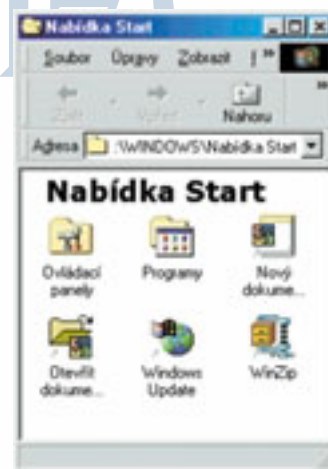 Nabídka Start
Soubor Úpravy Zobrazit
Zpět Vpřed Nahoru
Adresa :\WINDOWS\Nabídka Start
Nabídka Start
Ovládací panely
Programy
Nový dokume...
Otevřít dokume...
Windows Update
WinZip